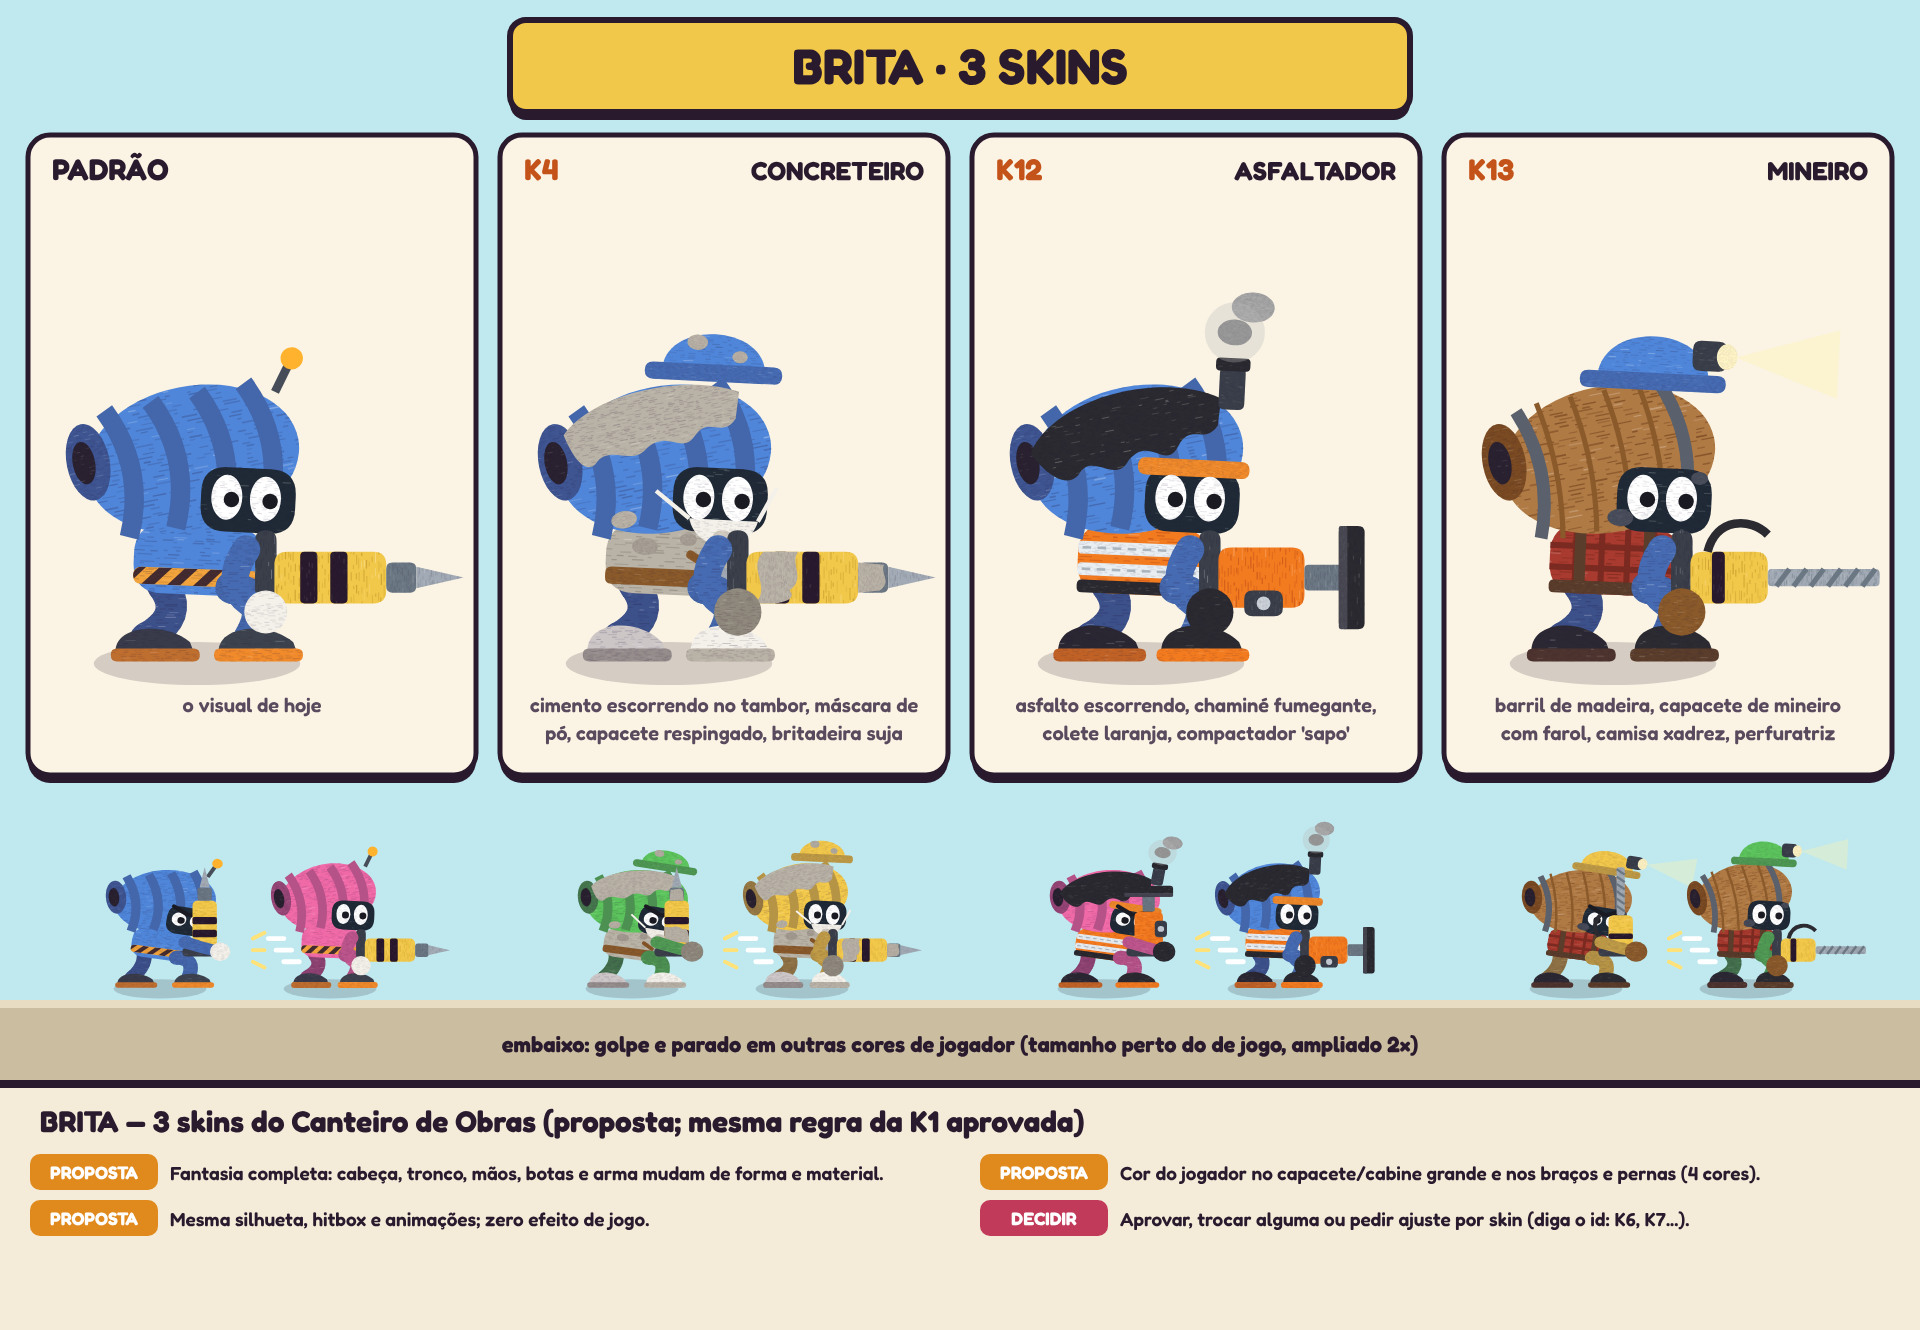 BRITA · 3 SKINS
PADRÃO
o visual de hoje
K4 CONCRETEIRO
cimento escorrendo no tambor, máscara de
pó, capacete respingado, britadeira suja
K12 ASFALTADOR
asfalto escorrendo, chaminé fumegante,
colete laranja, compactador 'sapo'
K13 MINEIRO
barril de madeira, capacete de mineiro
com farol, camisa xadrez, perfuratriz
embaixo: golpe e parado em outras cores de jogador (tamanho perto do de jogo, ampliado 2x)
BRITA — 3 skins do Canteiro de Obras (proposta; mesma regra da K1 aprovada)
PROPOSTA Fantasia completa: cabeça, tronco, mãos, botas e arma mudam de forma e material.
PROPOSTA Cor do jogador no capacete/cabine grande e nos braços e pernas (4 cores).
PROPOSTA Mesma silhueta, hitbox e animações; zero efeito de jogo.
DECIDIR Aprovar, trocar alguma ou pedir ajuste por skin (diga o id: K6, K7...).